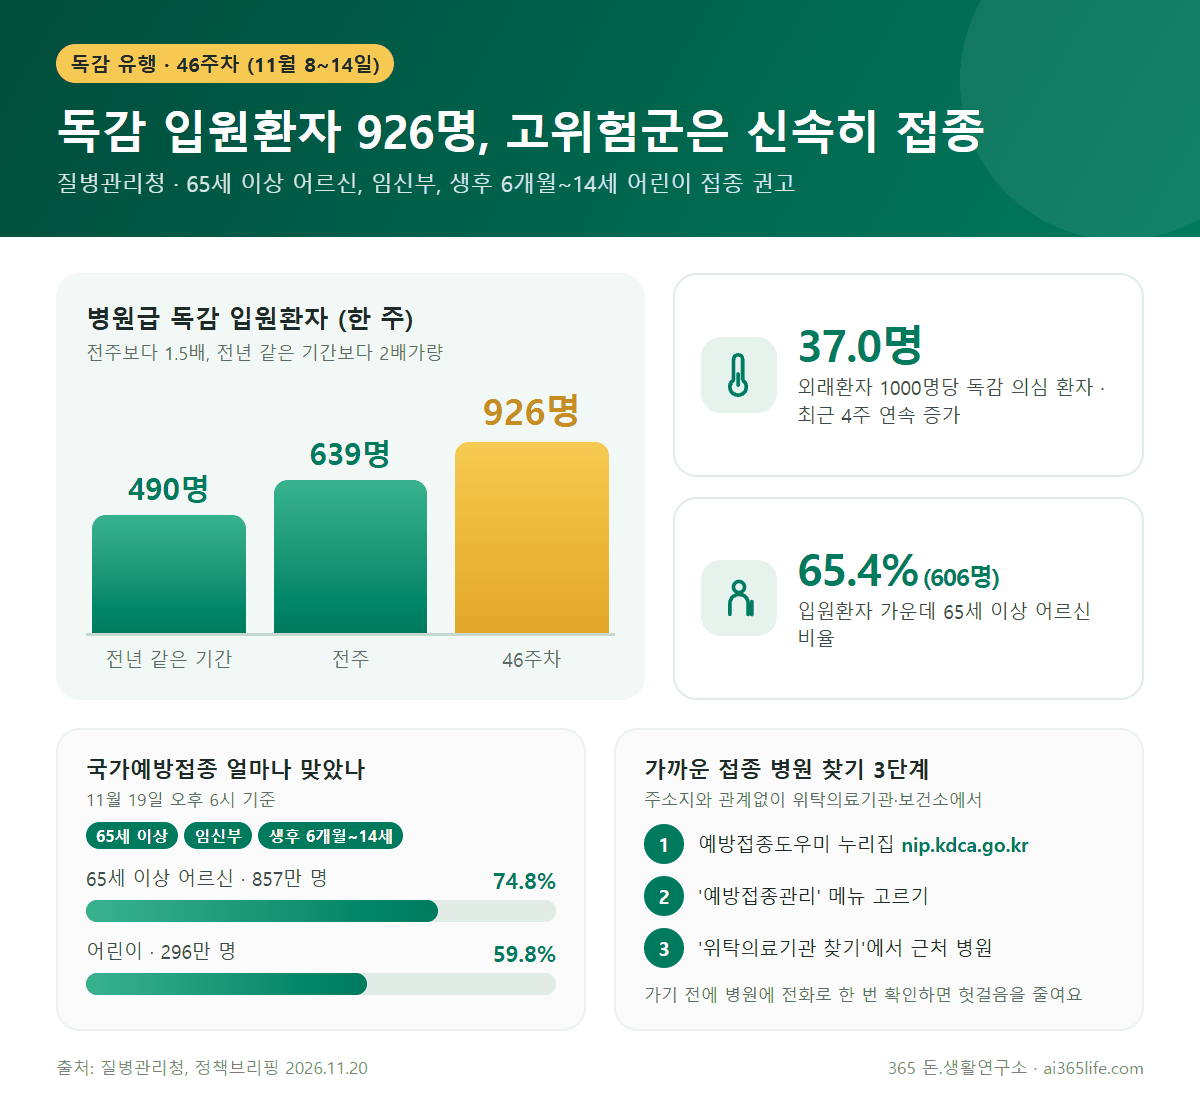 독감 유행 · 46주차 (11월 8~14일)
독감 입원환자 926명, 고위험군은 신속히 접종
질병관리청 · 65세 이상 어르신, 임신부, 생후 6개월~14세 어린이 접종 권고
병원급 독감 입원환자 (한 주)
전주보다 1.5배, 전년 같은 기간보다 2배가량
490명
639명
926명
전년 같은 기간
전주
46주차
37.0명
외래환자 1000명당 독감 의심 환자 ·
최근 4주 연속 증가
65.4% (606명)
입원환자 가운데 65세 이상 어르신
비율
국가예방접종 얼마나 맞았나
11월 19일 오후 6시 기준
65세 이상 임신부 생후 6개월~14세
65세 이상 어르신 · 857만 명 74.8%
어린이 · 296만 명 59.8%
가까운 접종 병원 찾기 3단계
주소지와 관계없이 위탁의료기관·보건소에서
1 예방접종도우미 누리집 nip.kdca.go.kr
2 '예방접종관리' 메뉴 고르기
3 '위탁의료기관 찾기'에서 근처 병원
가기 전에 병원에 전화로 한 번 확인하면 헛걸음을 줄여요
출처: 질병관리청, 정책브리핑 2026.11.20
365 돈.생활연구소 · ai365life.com